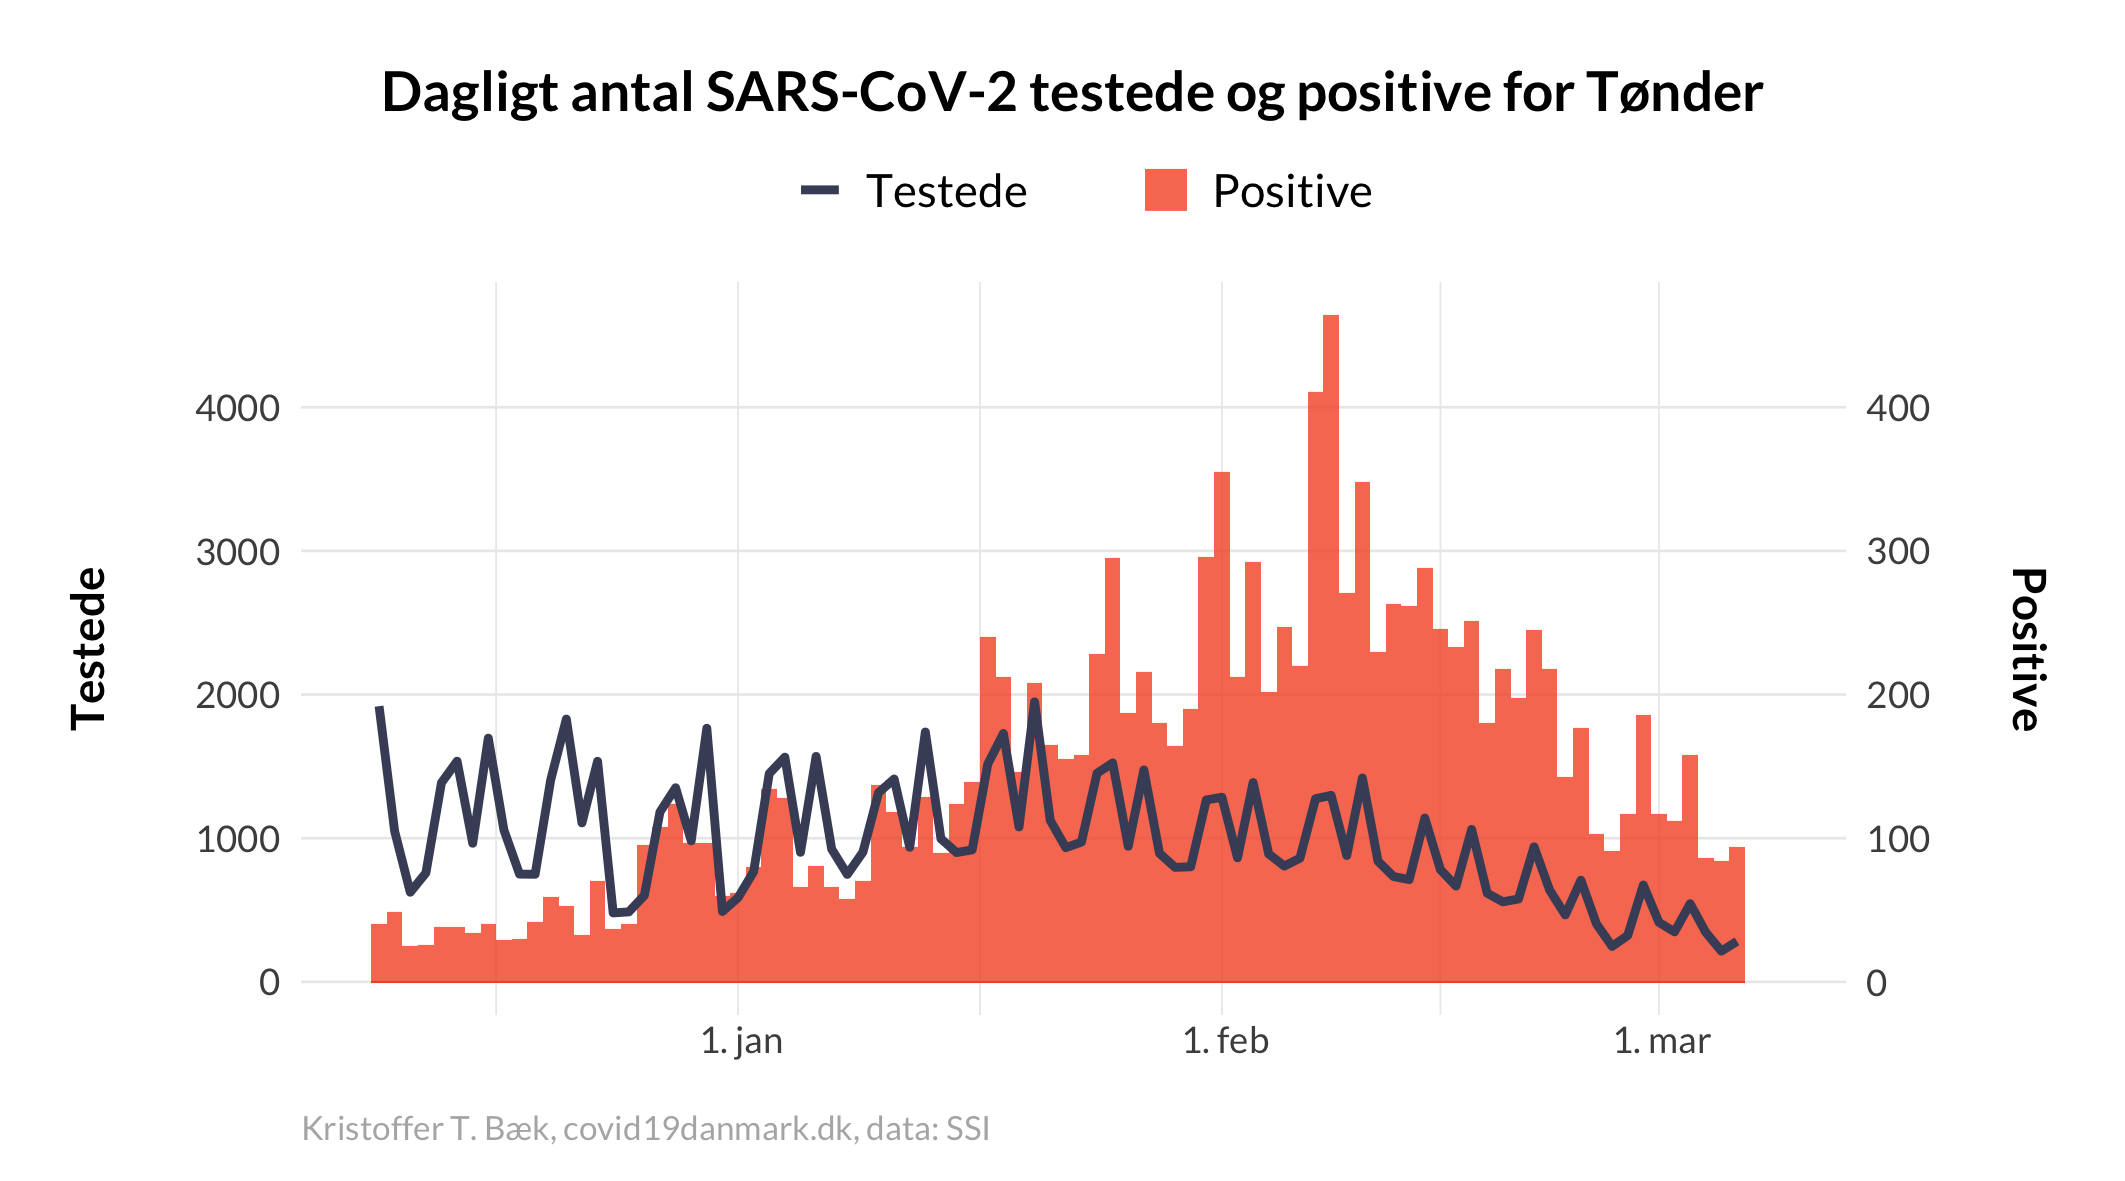 Dagligt antal SARS-CoV-2 testede og positive for Tønder
Testede
Positive
4000
3000
2000
1000
0
400
300
200
100
0
Testede
Positive
1. jan
1. feb
1. mar
Kristoffer T. Bæk, covid19danmark.dk, data: SSI